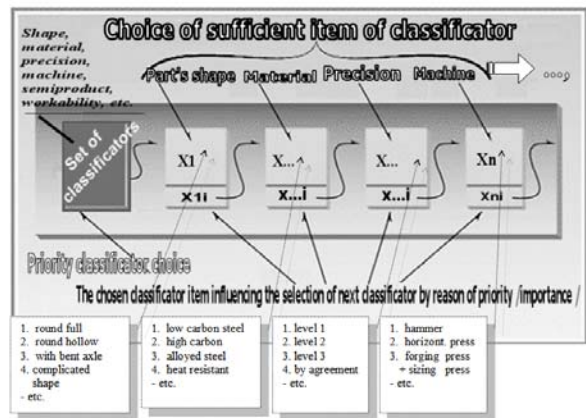 Choice of sufficient item of classificator
Shape,
material,
precision,
machine,
semiproduct,
workability, etc.
Part's shape Material Precision Machine
...,
Set of
classificators
X1 X... X... Xn
X1i X...i X...i Xni
Priority classificator choice
The chosen classificator item influencing the selection of next classificator by reason of priority /importance /
1. round full
2. round hollow
3. with bent axle
4. complicated
shape
- etc.
1. low carbon steel
2. high carbon
3. alloyed steel
4. heat resistant
- etc.
1. level 1
2. level 2
3. level 3
4. by agreement
- etc.
1. hammer
2. horizont. press
3. forging press
+ sizing press
- etc.